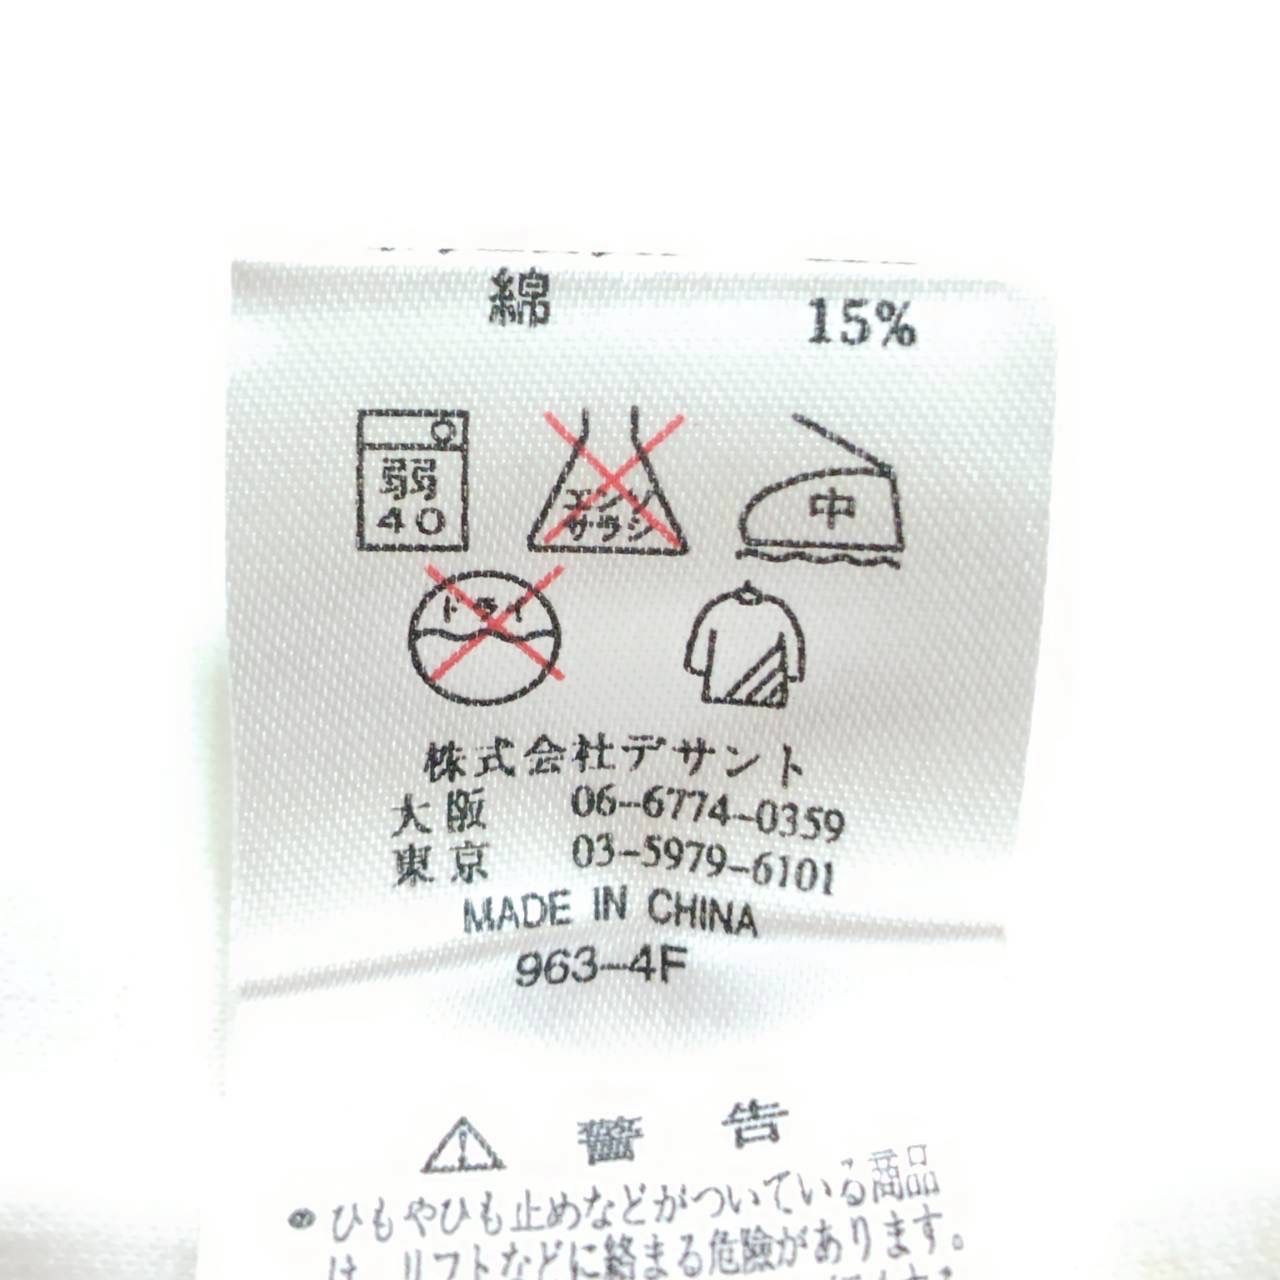 綿 15%
弱
40
エンソ
サラシ
中
ドライ
株式会社デサント
大阪 06-6774-0359
東京 03-5979-6101
MADE IN CHINA
963-4F
警告
ひもやひも止めなどがついている商品
は、リフトなどに絡まる危険があります。